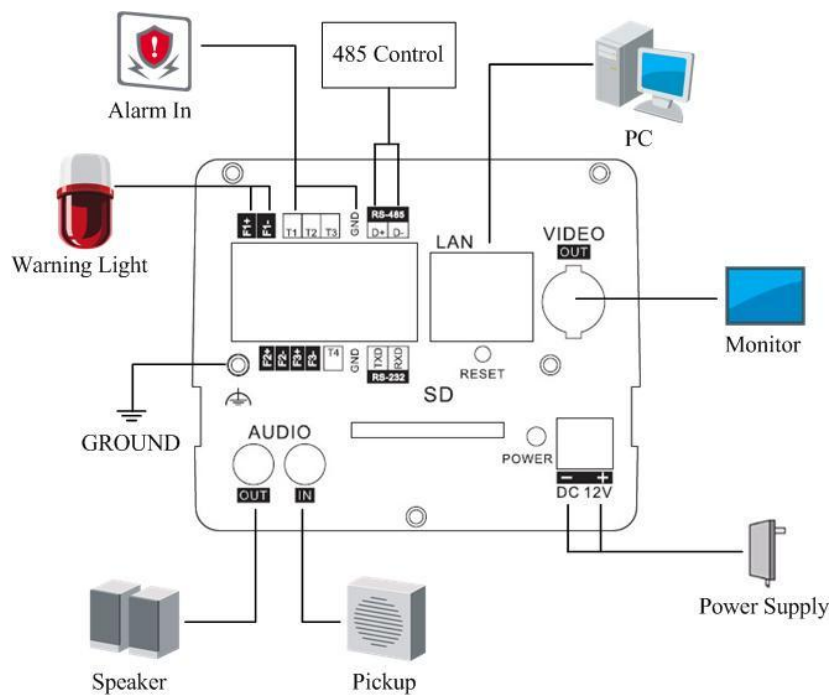 485 Control
Alarm In
PC
Warning Light
F1+
F1-
T1
T2
T3
GND
RS-485
D+
D-
LAN
VIDEO
OUT
Monitor
F2+
F2-
F3+
F3-
T4
GND
TXD
RXD
RS-232
RESET
SD
GROUND
AUDIO
OUT
IN
POWER
− +
DC 12V
Power Supply
Speaker
Pickup